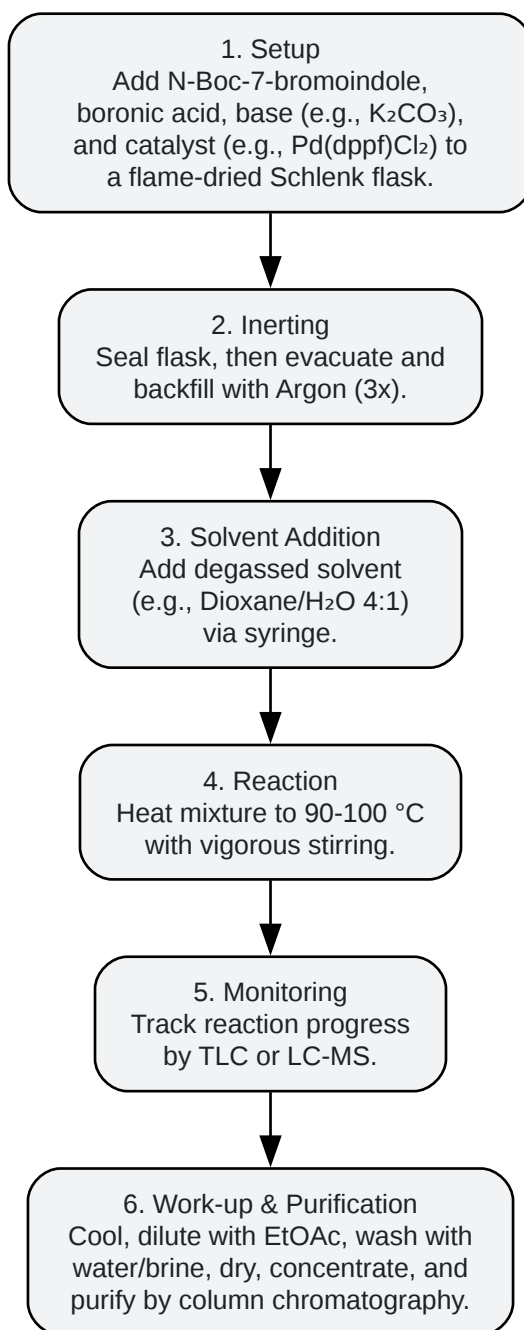 1. Setup
Add N-Boc-7-bromoindole,
boronic acid, base (e.g., K₂CO₃),
and catalyst (e.g., Pd(dppf)Cl₂) to
a flame-dried Schlenk flask.
2. Inerting
Seal flask, then evacuate and
backfill with Argon (3x).
3. Solvent Addition
Add degassed solvent
(e.g., Dioxane/H₂O 4:1)
via syringe.
4. Reaction
Heat mixture to 90-100 °C
with vigorous stirring.
5. Monitoring
Track reaction progress
by TLC or LC-MS.
6. Work-up & Purification
Cool, dilute with EtOAc, wash with
water/brine, dry, concentrate, and
purify by column chromatography.